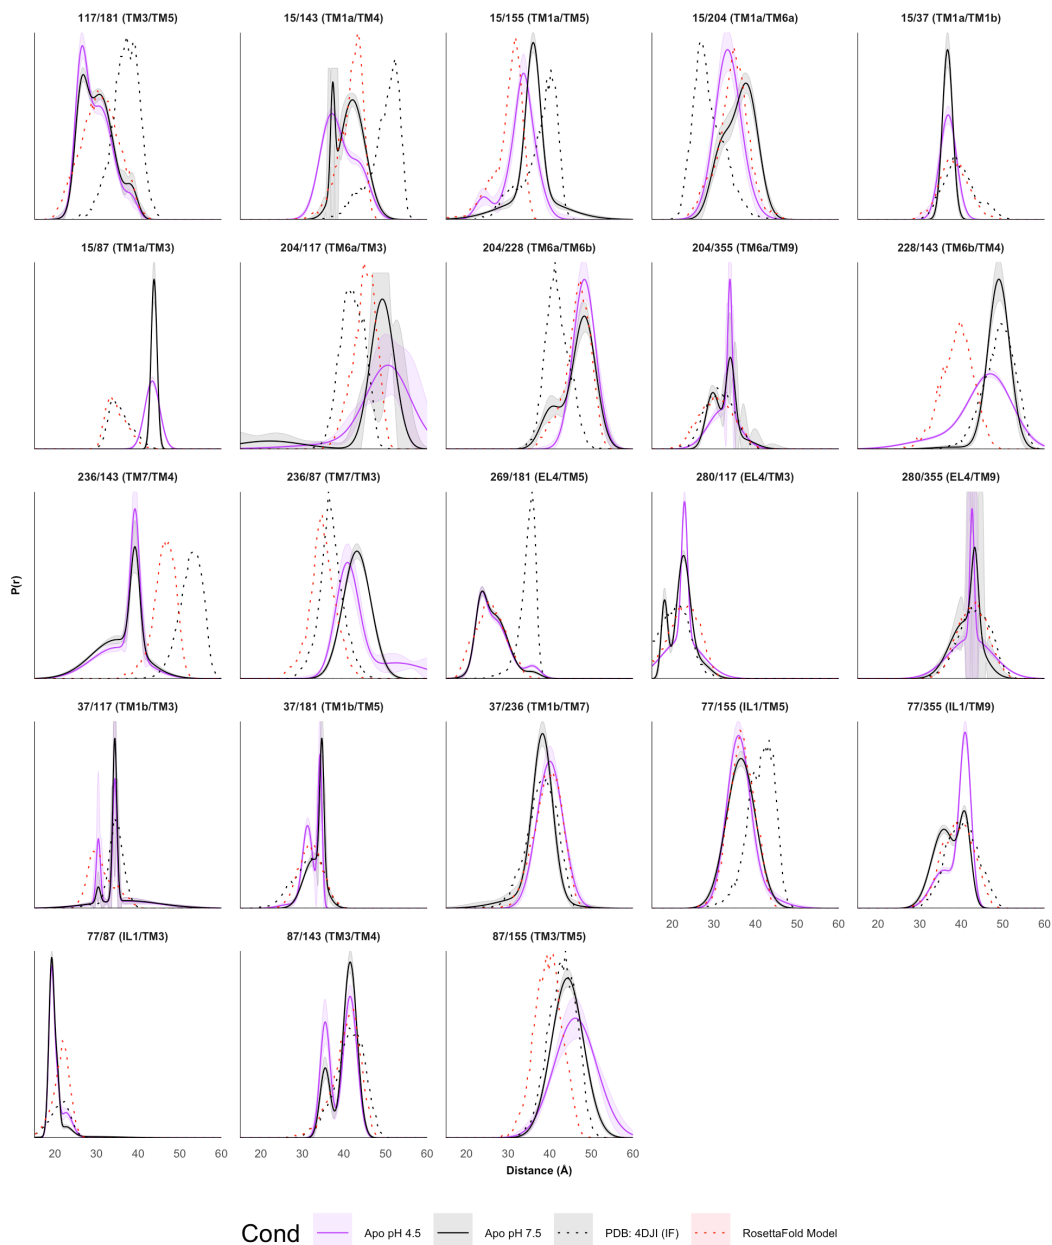 117/181 (TM3/TM5) 15/143 (TM1a/TM4) 15/155 (TM1a/TM5) 15/204 (TM1a/TM6a) 15/37 (TM1a/TM1b)
15/87 (TM1a/TM3) 204/117 (TM6a/TM3) 204/228 (TM6a/TM6b) 204/355 (TM6a/TM9) 228/143 (TM6b/TM4)
236/143 (TM7/TM4) 236/87 (TM7/TM3) 269/181 (EL4/TM5) 280/117 (EL4/TM3) 280/355 (EL4/TM9)
P(r)
37/117 (TM1b/TM3) 37/181 (TM1b/TM5) 37/236 (TM1b/TM7) 77/155 (IL1/TM5) 77/355 (IL1/TM9)
20 30 40 50 60 20 30 40 50 60
77/87 (IL1/TM3) 87/143 (TM3/TM4) 87/155 (TM3/TM5)
20 30 40 50 60 20 30 40 50 60 20 30 40 50 60
Distance (Å)
Cond Apo pH 4.5 Apo pH 7.5 PDB: 4DJI (IF) RosettaFold Model